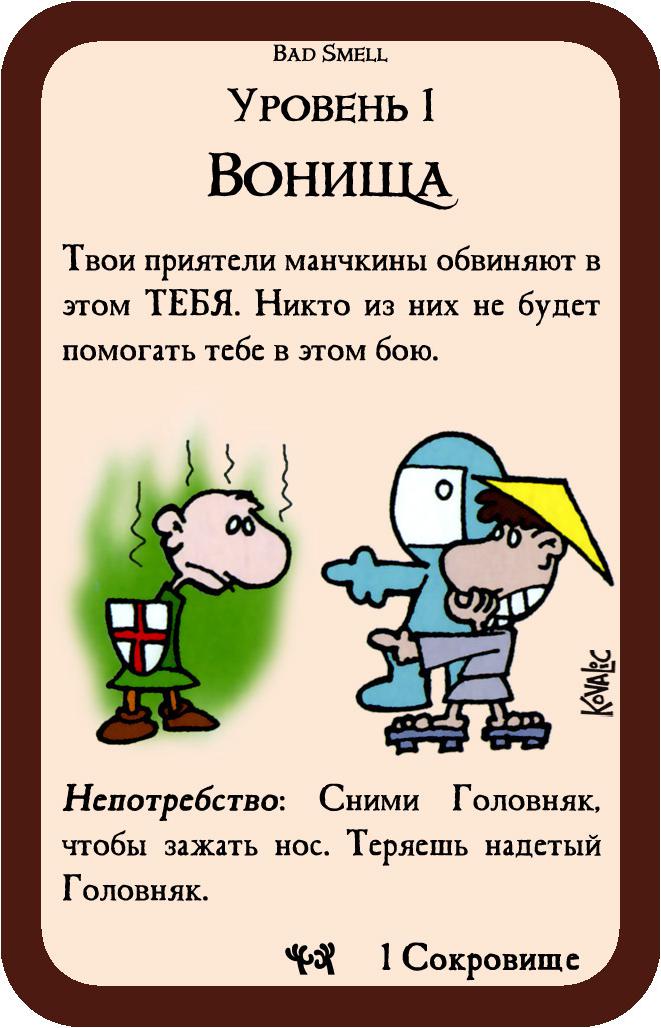 Bad Smell
Уровень 1
Вонища
Твои приятели манчкины обвиняют в
этом ТЕБЯ. Никто из них не будет
помогать тебе в этом бою.
Kovalic
Непотребство: Сними Головняк,
чтобы зажать нос. Теряешь надетый
Головняк.
1 Сокровище